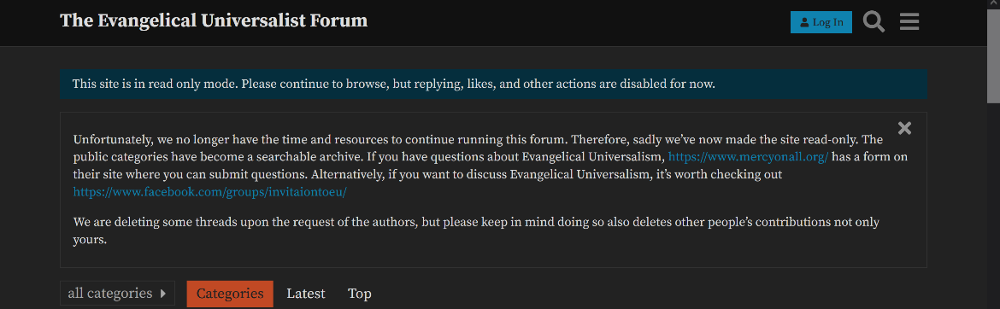 The Evangelical Universalist Forum
Log In
This site is in read only mode. Please continue to browse, but replying, likes, and other actions are disabled for now.
Unfortunately, we no longer have the time and resources to continue running this forum. Therefore, sadly we’ve now made the site read-only. The
public categories have become a searchable archive. If you have questions about Evangelical Universalism, https://www.mercyonall.org/ has a form on
their site where you can submit questions. Alternatively, if you want to discuss Evangelical Universalism, it’s worth checking out
https://www.facebook.com/groups/invitaiontoeu/
We are deleting some threads upon the request of the authors, but please keep in mind doing so also deletes other people’s contributions not only
yours.
all categories Categories Latest Top